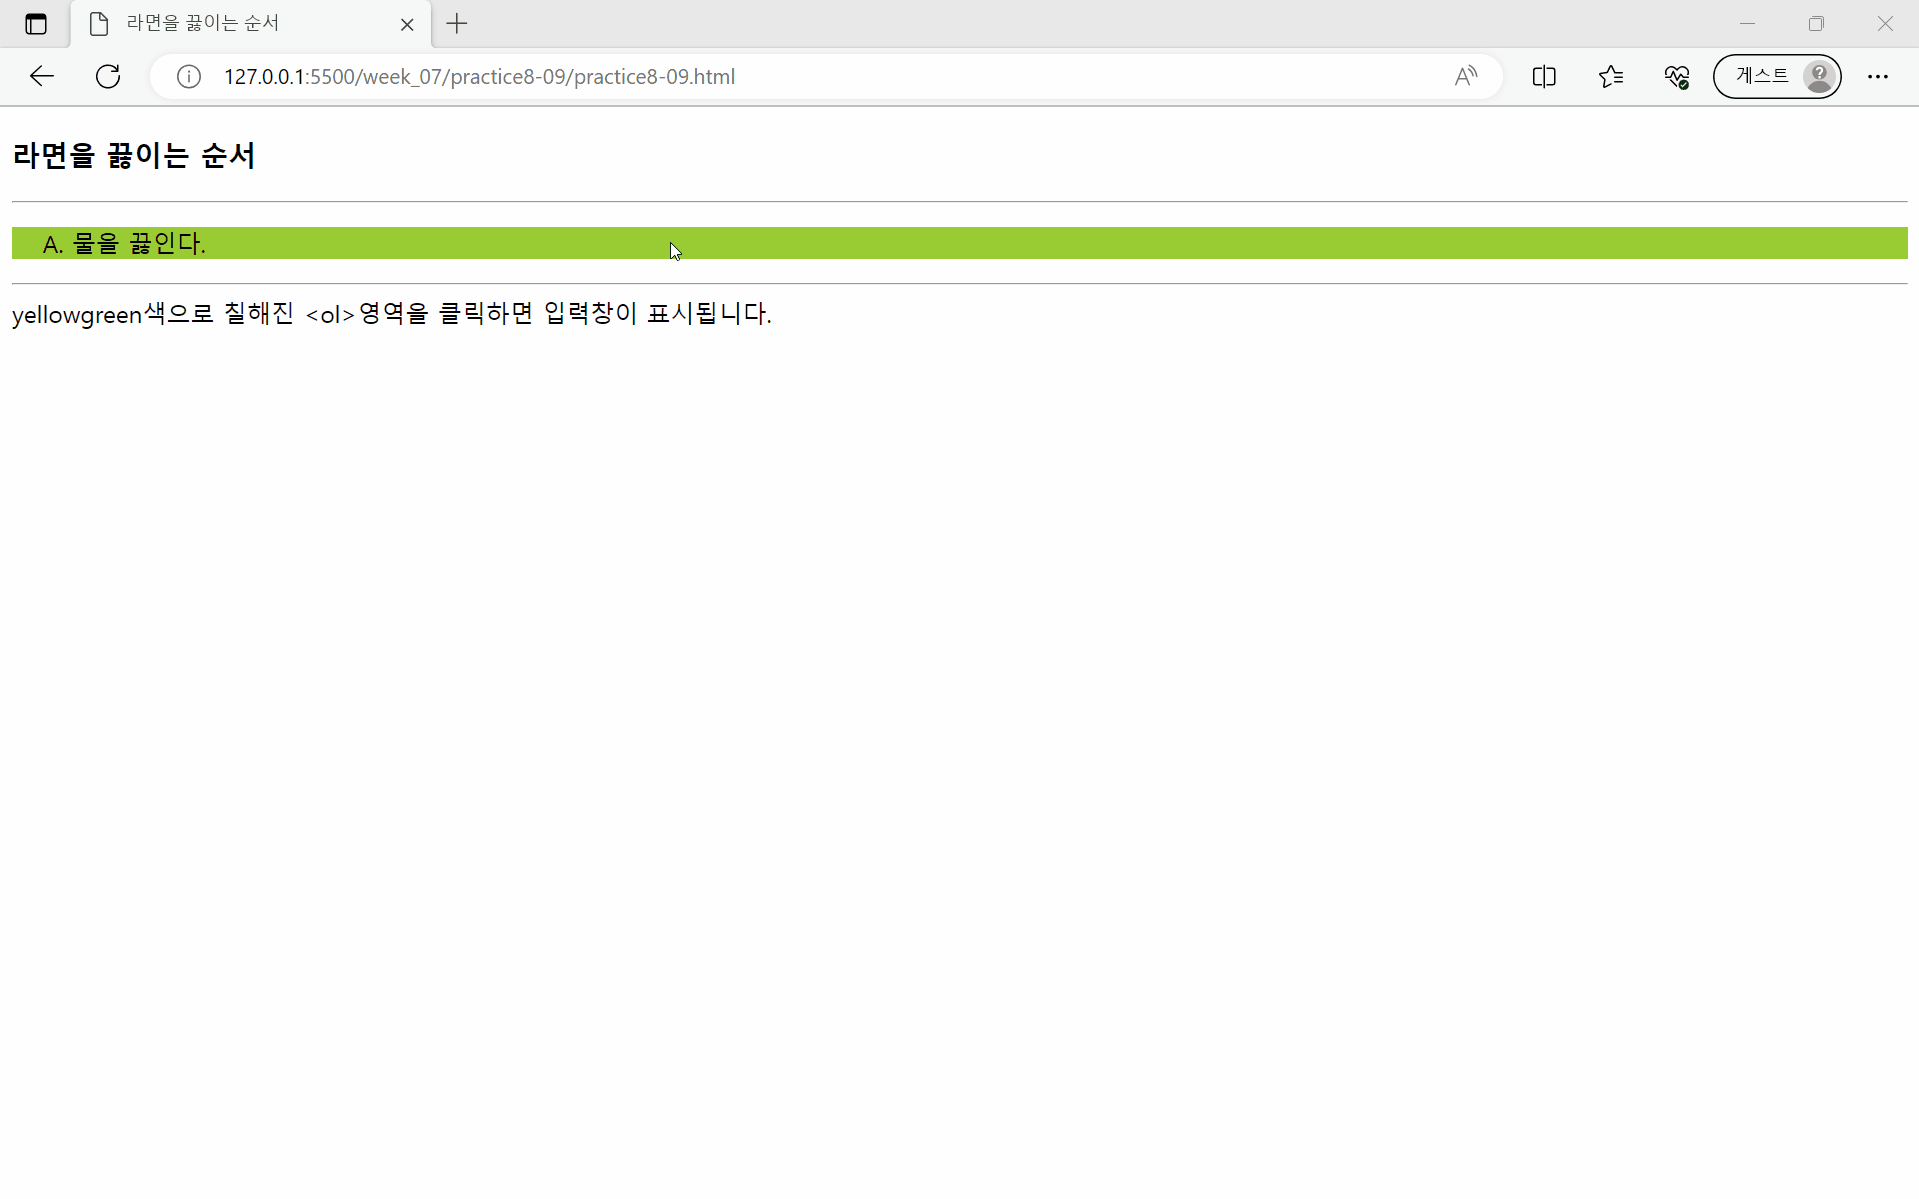 라면을 끓이는 순서
127.0.0.1:5500/week_07/practice8-09/practice8-09.html
게스트
라면을 끓이는 순서
A. 물을 끓인다.
yellowgreen색으로 칠해진 <ol>영역을 클릭하면 입력창이 표시됩니다.